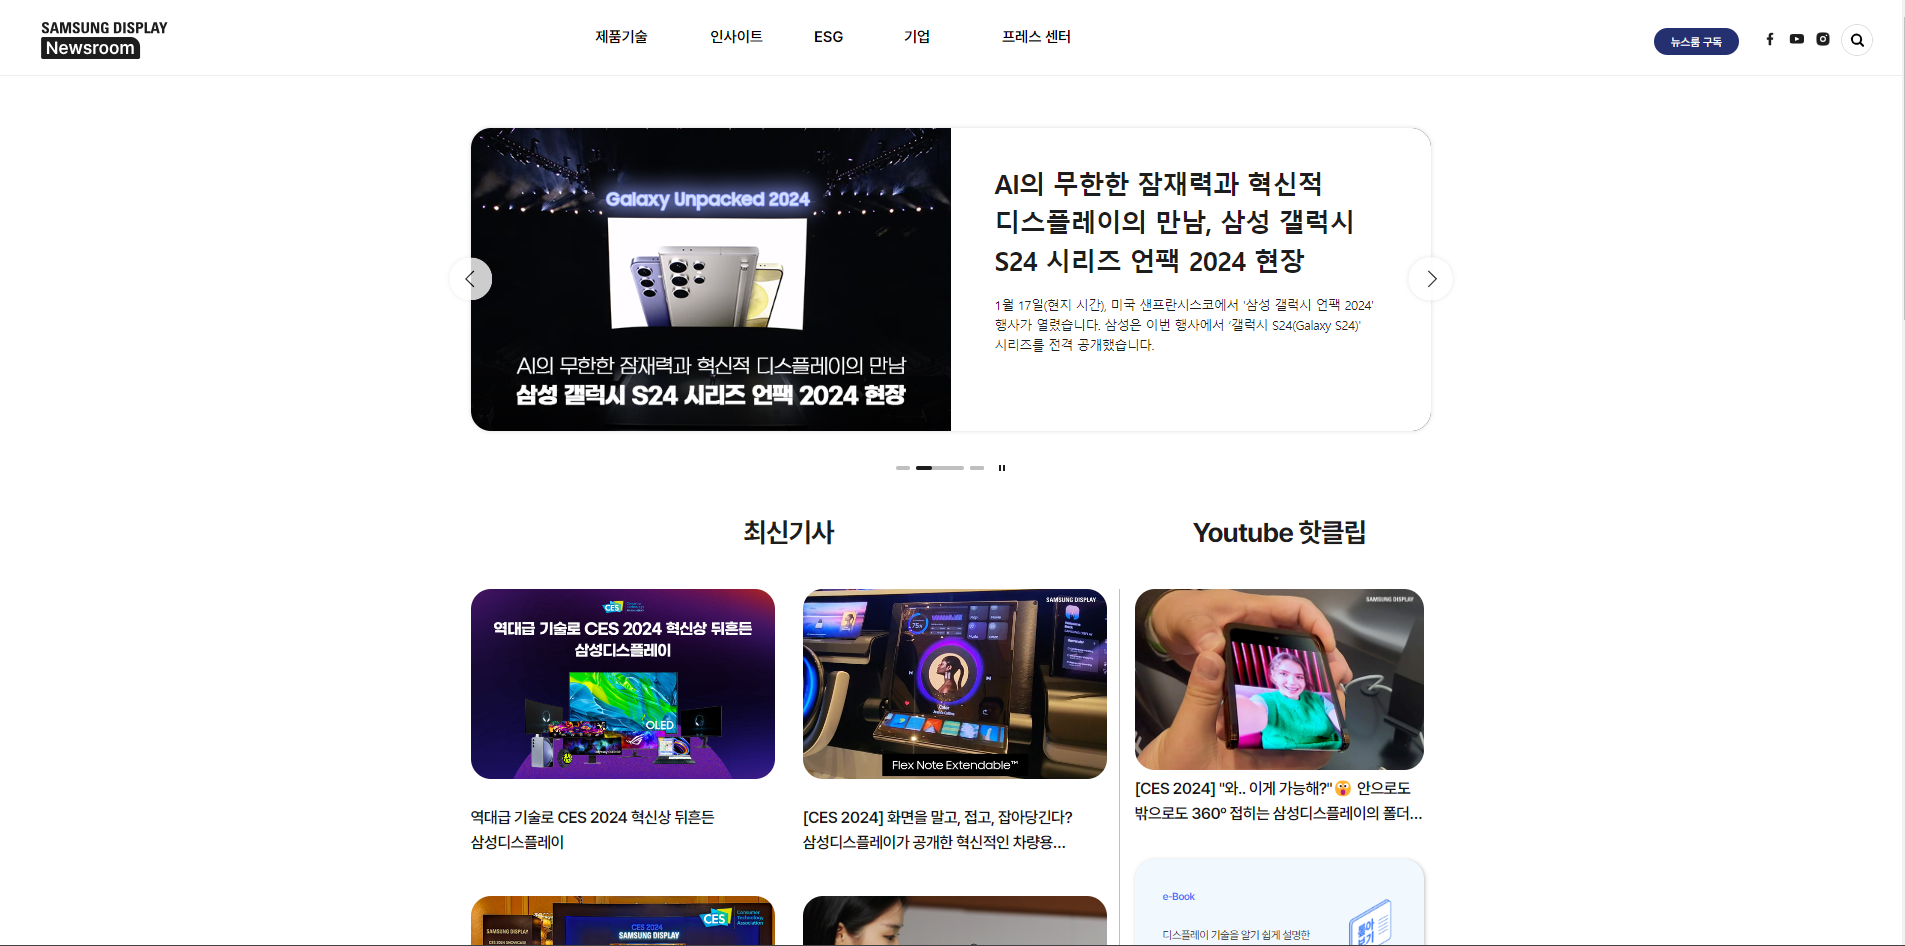 SAMSUNG DISPLAY
Newsroom
제품기술
인사이트
ESG
기업
프레스 센터
뉴스룸 구독
Galaxy Unpacked 2024
AI의 무한한 잠재력과 혁신적 디스플레이의 만남
삼성 갤럭시 S24 시리즈 언팩 2024 현장
AI의 무한한 잠재력과 혁신적
디스플레이의 만남, 삼성 갤럭시
S24 시리즈 언팩 2024 현장
1월 17일(현지 시간), 미국 샌프란시스코에서 '삼성 갤럭시 언팩 2024'
행사가 열렸습니다. 삼성은 이번 행사에서 '갤럭시 S24(Galaxy S24)'
시리즈를 전격 공개했습니다.
최신기사
Youtube 핫클립
CES
역대급 기술로 CES 2024 혁신상 뒤흔든
삼성디스플레이
OLED
역대급 기술로 CES 2024 혁신상 뒤흔든
삼성디스플레이
SAMSUNG DISPLAY
75%
Flex Note Extendable™
[CES 2024] 화면을 말고, 접고, 잡아당긴다?
삼성디스플레이가 공개한 혁신적인 차량용...
SAMSUNG DISPLAY
[CES 2024] "와.. 이게 가능해?"😲 안으로도
밖으로도 360º 접히는 삼성디스플레이의 폴더...
SAMSUNG DISPLAY
CES 2024
SAMSUNG DISPLAY
CES
Consumer
Technology
Association
e-Book
디스플레이 기술을 알기 쉽게 설명한